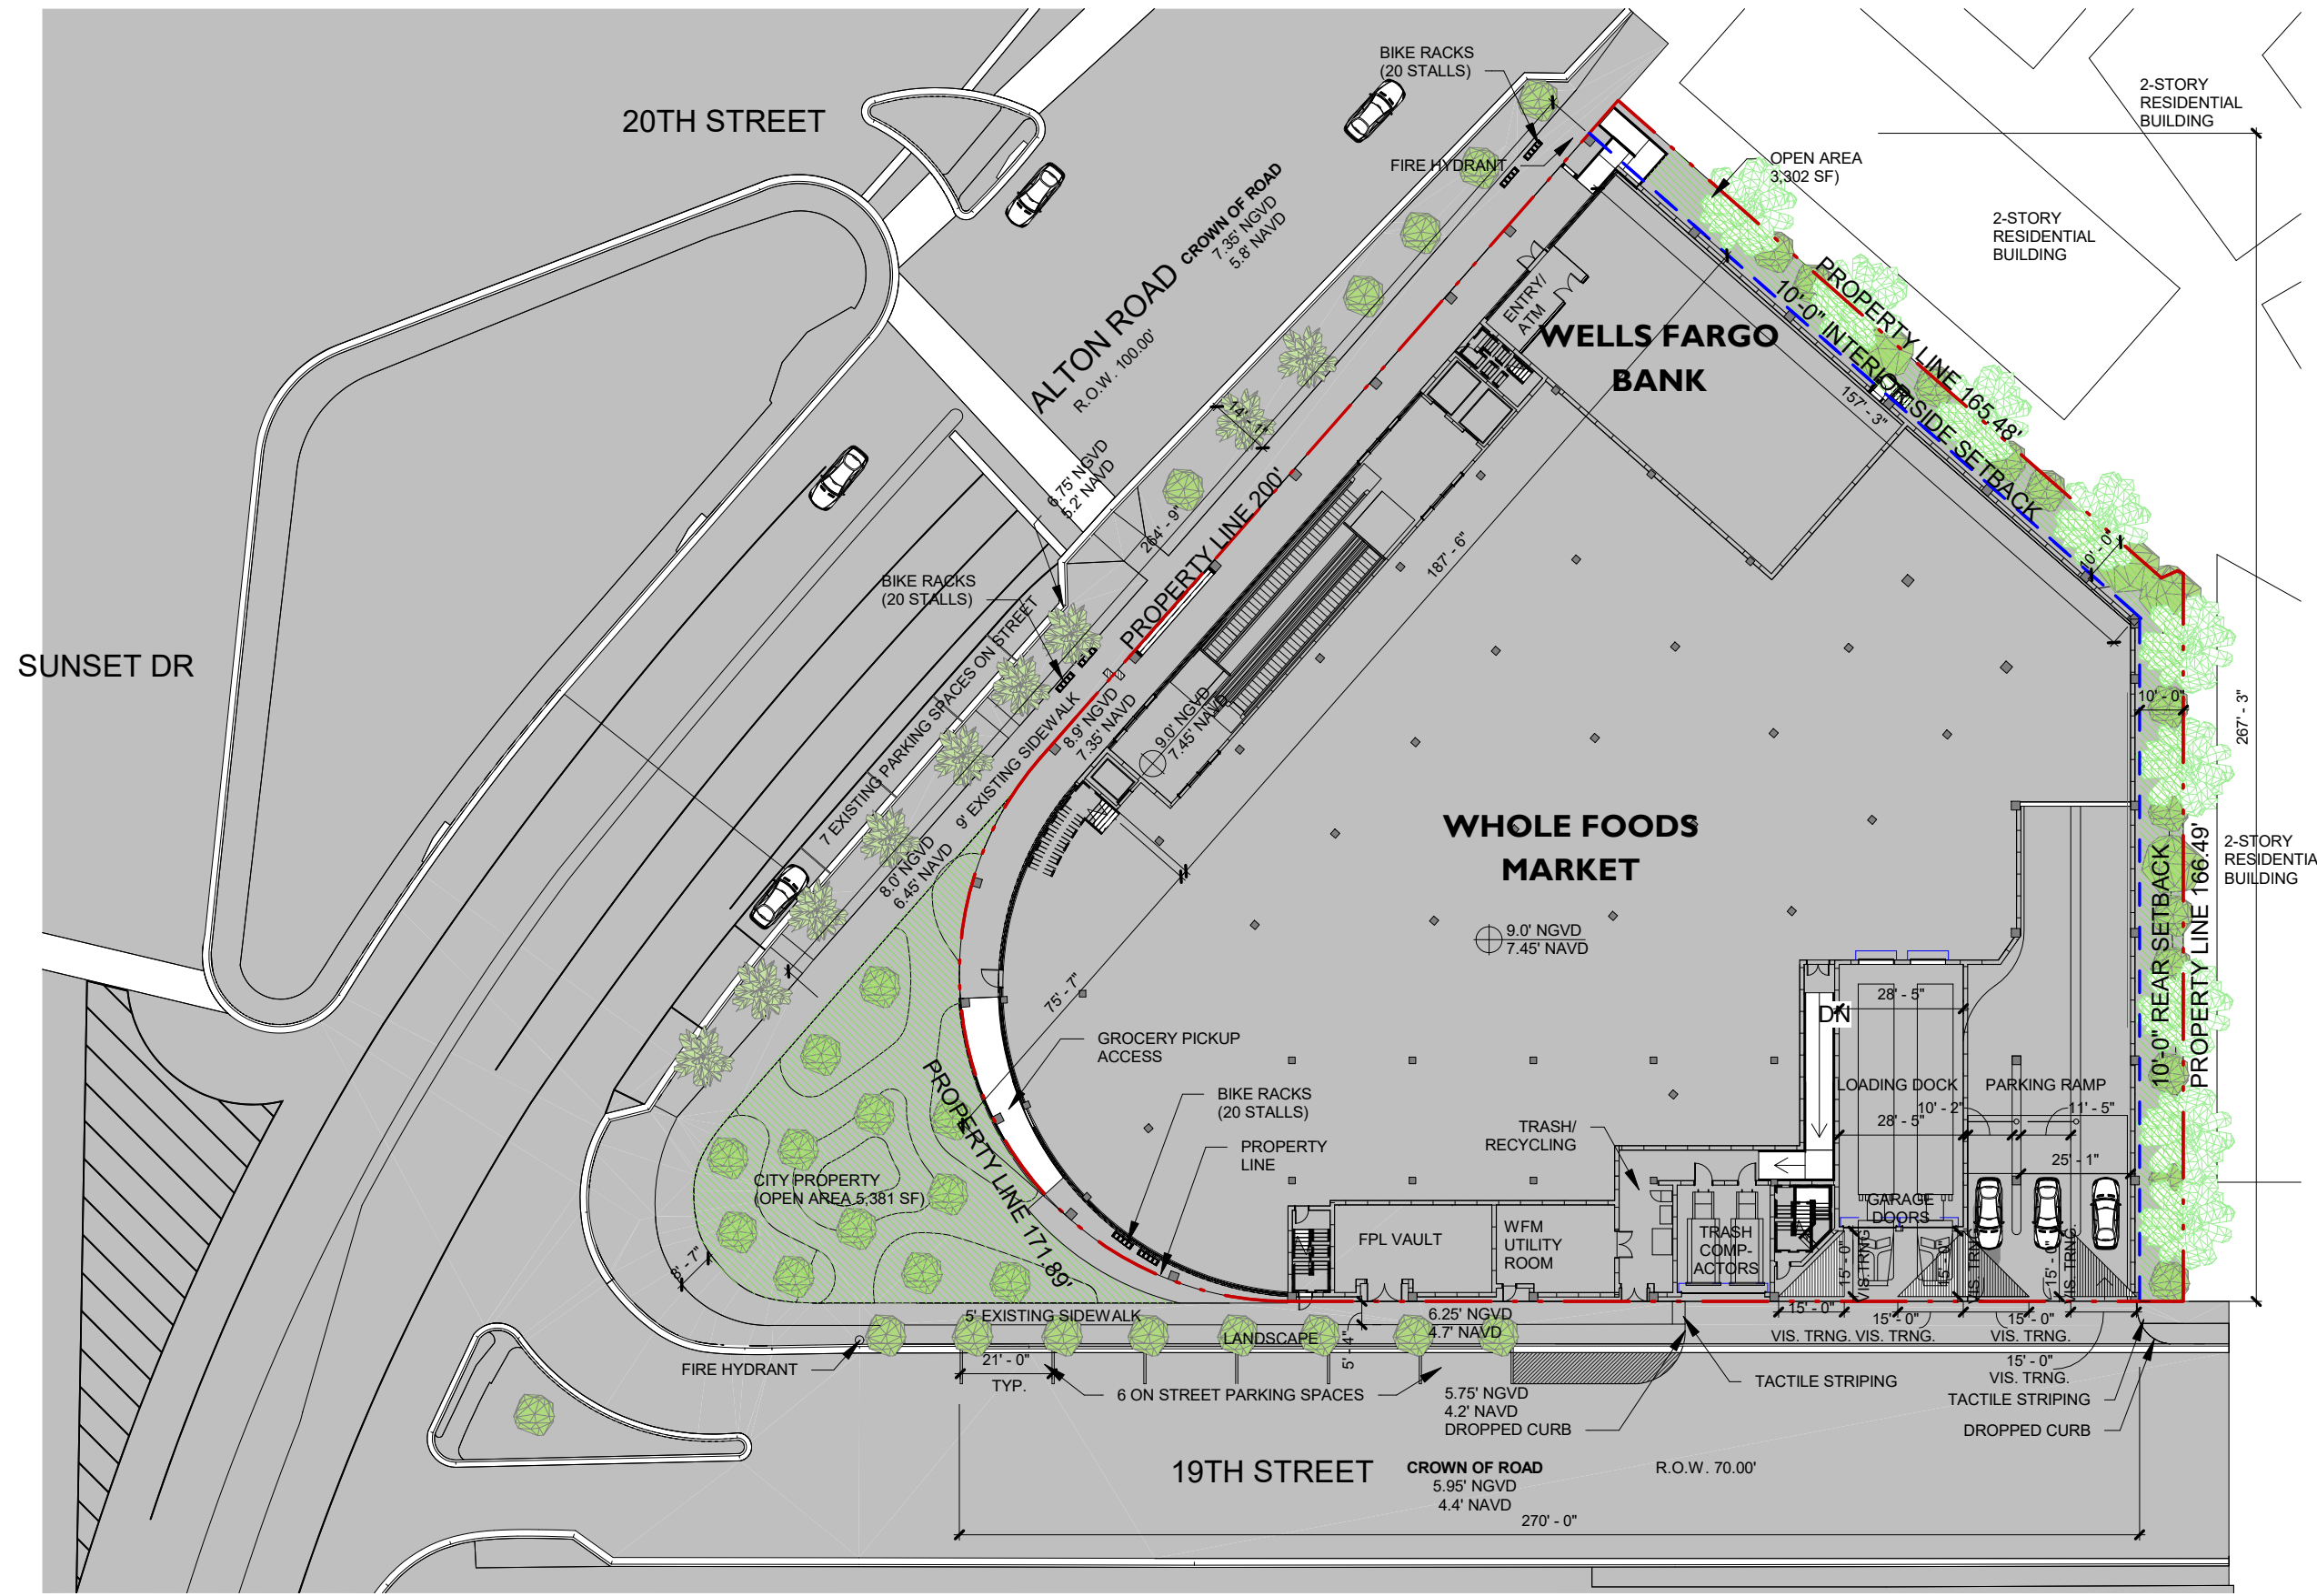 BIKE RACKS
(20 STALLS)
20TH STREET
FIRE HYDRANT
2-STORY
RESIDENTIAL
BUILDING
OPEN AREA
3,302 SF)
2-STORY
RESIDENTIAL
BUILDING
ALTON ROAD
R.O.W. 100.00'
CROWN OF ROAD
7.35' NGVD
5.8' NAVD
ENTRY/
ATM
WELLS FARGO
BANK
PROPERTY LINE 165.48'
10'-0" INTERIOR SIDE SETBACK
157' - 3"
10' - 0"
14' - 1"
6.75' NGVD
5.2' NAVD
264' - 9"
PROPERTY LINE 200'
187' - 6"
BIKE RACKS
(20 STALLS)
SUNSET DR
7 EXISTING PARKING SPACES ON STREET
9' EXISTING SIDEWALK
8.9' NGVD
7.35' NAVD
9.0' NGVD
7.45' NAVD
8.0' NGVD
6.45' NAVD
10' - 0"
267' - 3"
WHOLE FOODS
MARKET
9.0' NGVD
7.45' NAVD
2-STORY
RESIDENTIA
BUILDING
10'-0" REAR SETBACK
PROPERTY LINE 166.49'
75' - 7"
GROCERY PICKUP
ACCESS
BIKE RACKS
(20 STALLS)
PROPERTY
LINE
PROPERTY LINE 171.89'
CITY PROPERTY
(OPEN AREA 5,381 SF)
8' - 7"
TRASH/
RECYCLING
28' - 5"
DN
LOADING DOCK
PARKING RAMP
10' - 2"
11' - 5"
28' - 5"
25' - 1"
GARAGE
DOORS
FPL VAULT
WFM
UTILITY
ROOM
TRASH
COMP-
ACTORS
15' - 0"
VIS. TRNG.
15' - 0"
VIS. TRNG.
15' - 0"
VIS. TRNG.
15' - 0"
VIS. TRNG.
15' - 0"
VIS. TRNG.
15' - 0"
VIS. TRNG.
15' - 0"
VIS. TRNG.
5' EXISTING SIDEWALK
LANDSCAPE
6.25' NGVD
4.7' NAVD
5' - 4"
FIRE HYDRANT
21' - 0"
TYP.
6 ON STREET PARKING SPACES
5.75' NGVD
4.2' NAVD
DROPPED CURB
TACTILE STRIPING
TACTILE STRIPING
DROPPED CURB
19TH STREET
CROWN OF ROAD
5.95' NGVD
4.4' NAVD
R.O.W. 70.00'
270' - 0"